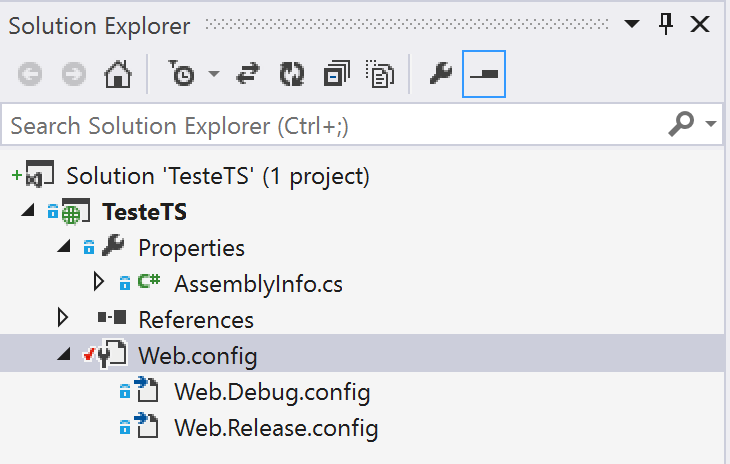 Solution Explorer
Search Solution Explorer (Ctrl+;)
Solution 'TesteTS' (1 project)
TesteTS
Properties
C# AssemblyInfo.cs
References
Web.config
Web.Debug.config
Web.Release.config